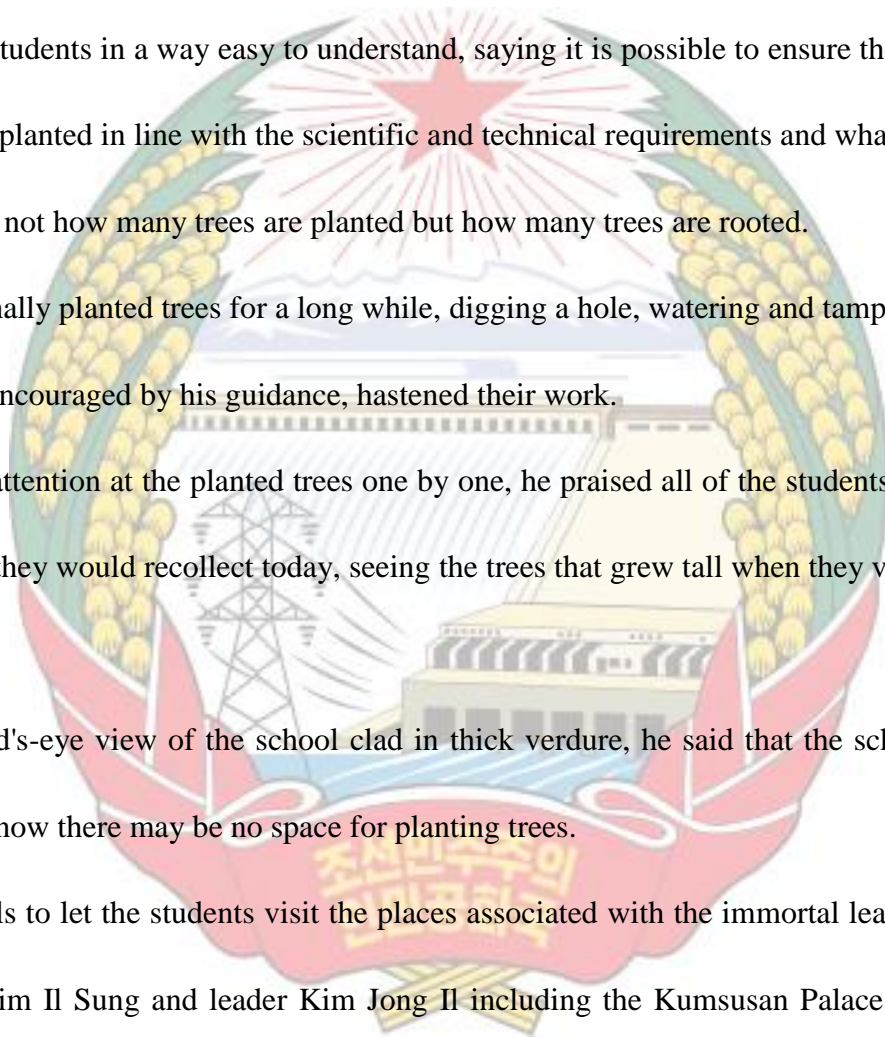 tudents in a way easy to understand, saying it is possible to ensure th
planted in line with the scientific and technical requirements and wha
not how many trees are planted but how many trees are rooted.
nally planted trees for a long while, digging a hole, watering and tamp
ncouraged by his guidance, hastened their work.
attention at the planted trees one by one, he praised all of the students
they would recollect today, seeing the trees that grew tall when they v
d's-eye view of the school clad in thick verdure, he said that the scl
now there may be no space for planting trees.
ls to let the students visit the places associated with the immortal lea
im Il Sung and leader Kim Jong Il including the Kumsusan Palace
조선민주주의
인민공화국